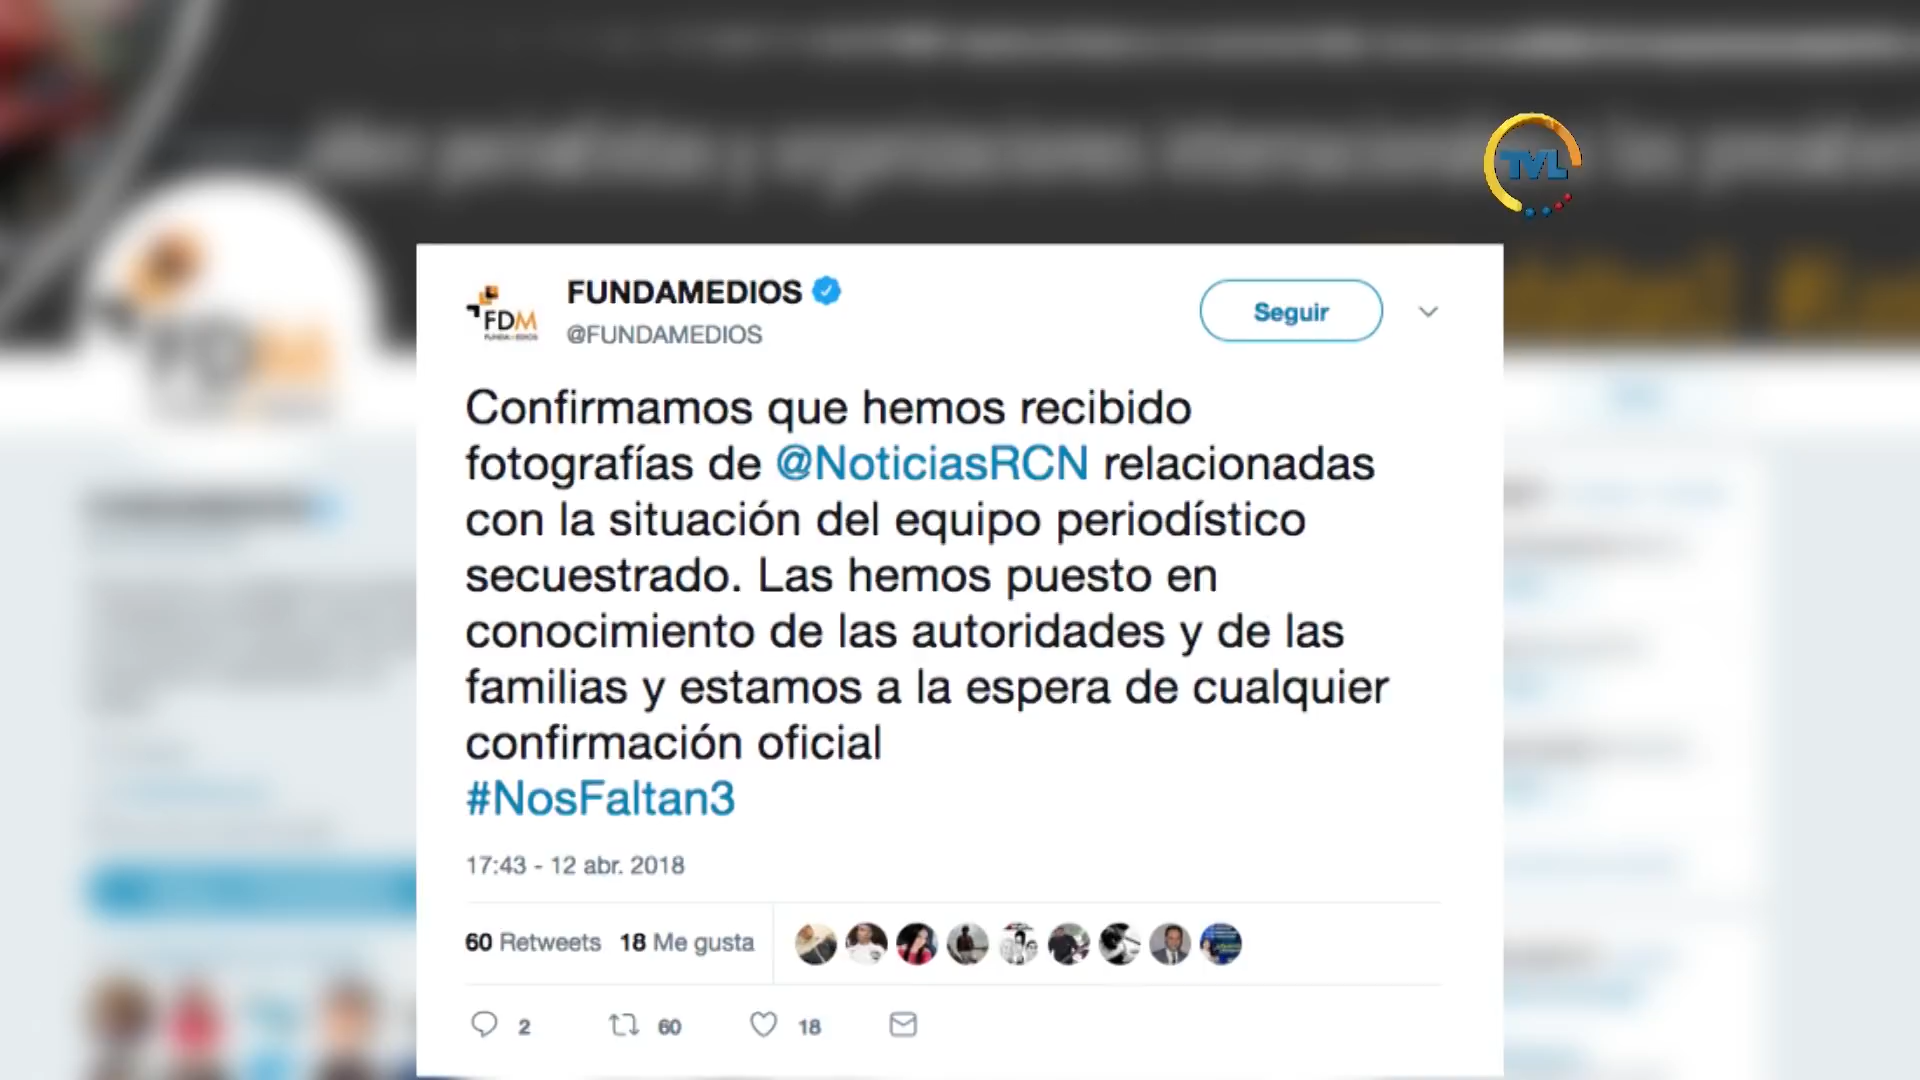 TVL
FDM
FUNDAMEDIOS
FUNDAMEDIOS
@FUNDAMEDIOS
Seguir
Confirmamos que hemos recibido
fotografías de @NoticiasRCN relacionadas
con la situación del equipo periodístico
secuestrado. Las hemos puesto en
conocimiento de las autoridades y de las
familias y estamos a la espera de cualquier
confirmación oficial
#NosFaltan3
17:43 - 12 abr. 2018
60 Retweets 18 Me gusta
2 60 18